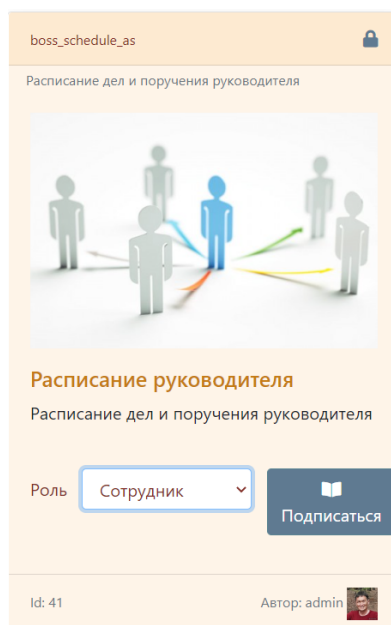 boss_schedule_as
Расписание дел и поручения руководителя
Расписание руководителя
Расписание дел и поручения руководителя
Роль Сотрудник
Подписаться
Id: 41 Автор: admin